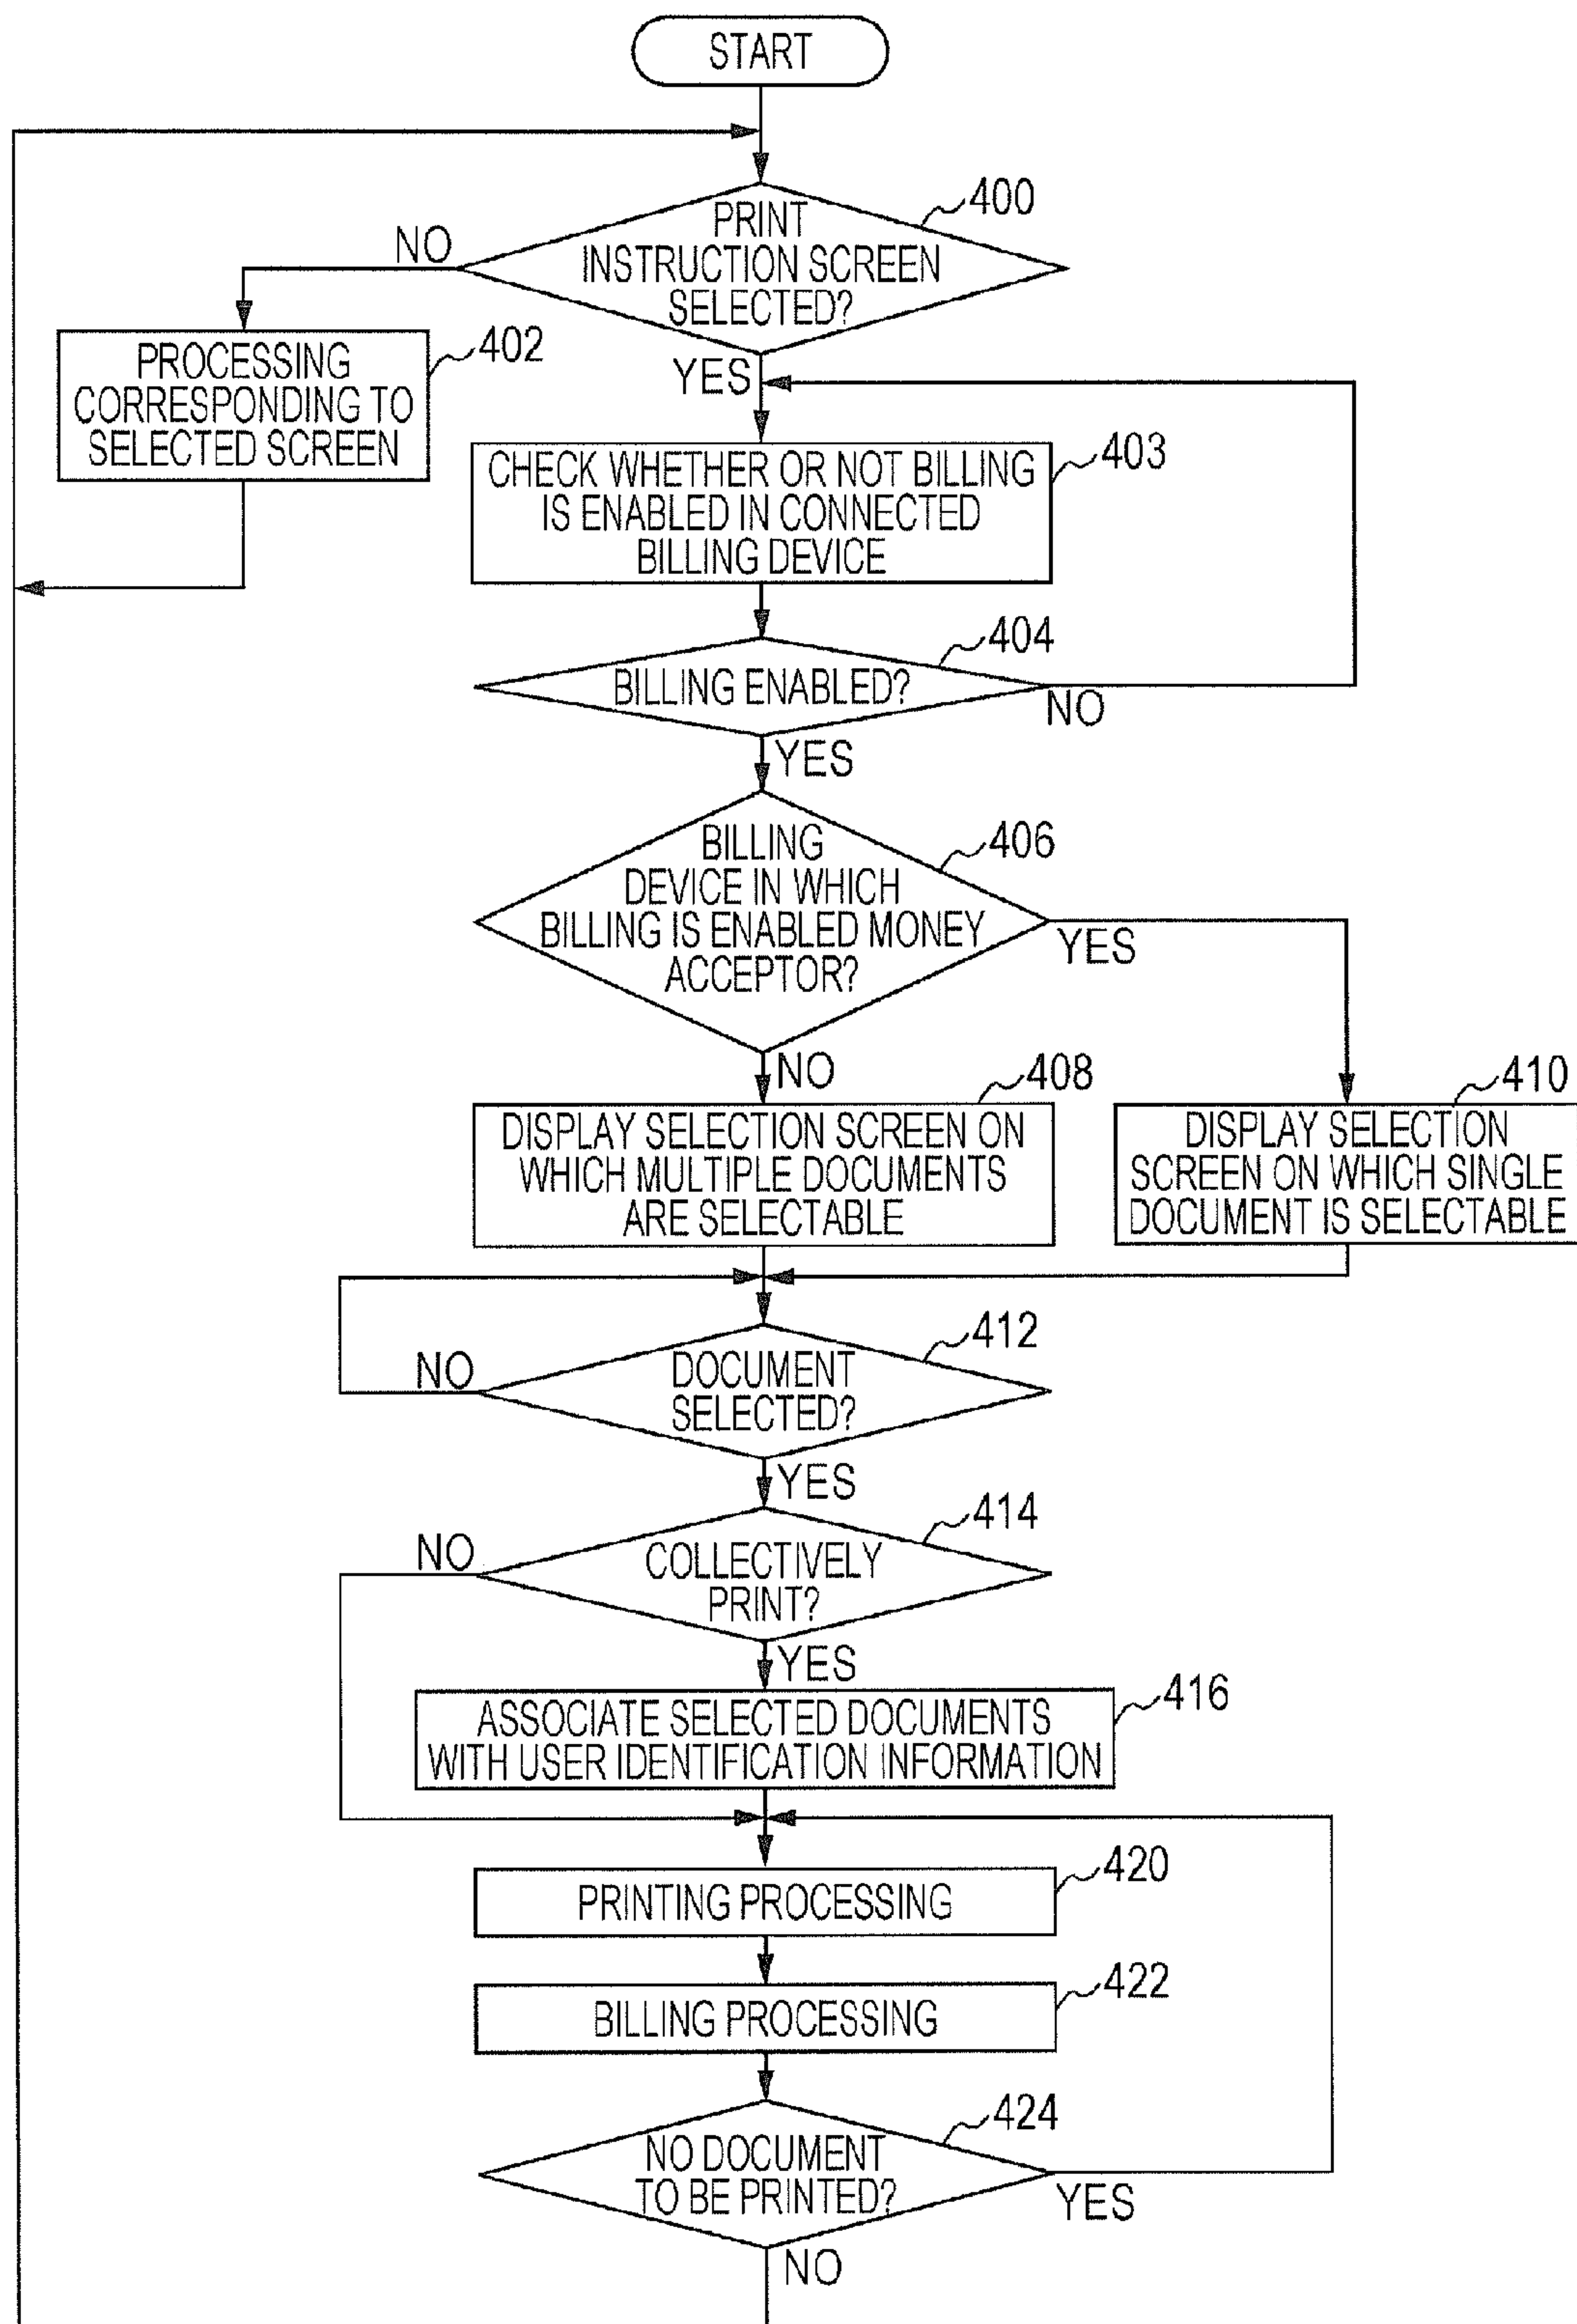 START
400
PRINT
INSTRUCTION SCREEN
SELECTED?
NO
YES
402
PROCESSING
CORRESPONDING TO
SELECTED SCREEN
403
CHECK WHETHER OR NOT BILLING
IS ENABLED IN CONNECTED
BILLING DEVICE
404
BILLING ENABLED?
NO
YES
406
BILLING
DEVICE IN WHICH
BILLING IS ENABLED MONEY
ACCEPTOR?
YES
NO
408
DISPLAY SELECTION SCREEN ON
WHICH MULTIPLE DOCUMENTS
ARE SELECTABLE
410
DISPLAY SELECTION
SCREEN ON WHICH SINGLE
DOCUMENT IS SELECTABLE
412
DOCUMENT
SELECTED?
NO
YES
414
COLLECTIVELY
PRINT?
NO
YES
416
ASSOCIATE SELECTED DOCUMENTS
WITH USER IDENTIFICATION INFORMATION
420
PRINTING PROCESSING
422
BILLING PROCESSING
424
NO DOCUMENT
TO BE PRINTED?
YES
NO